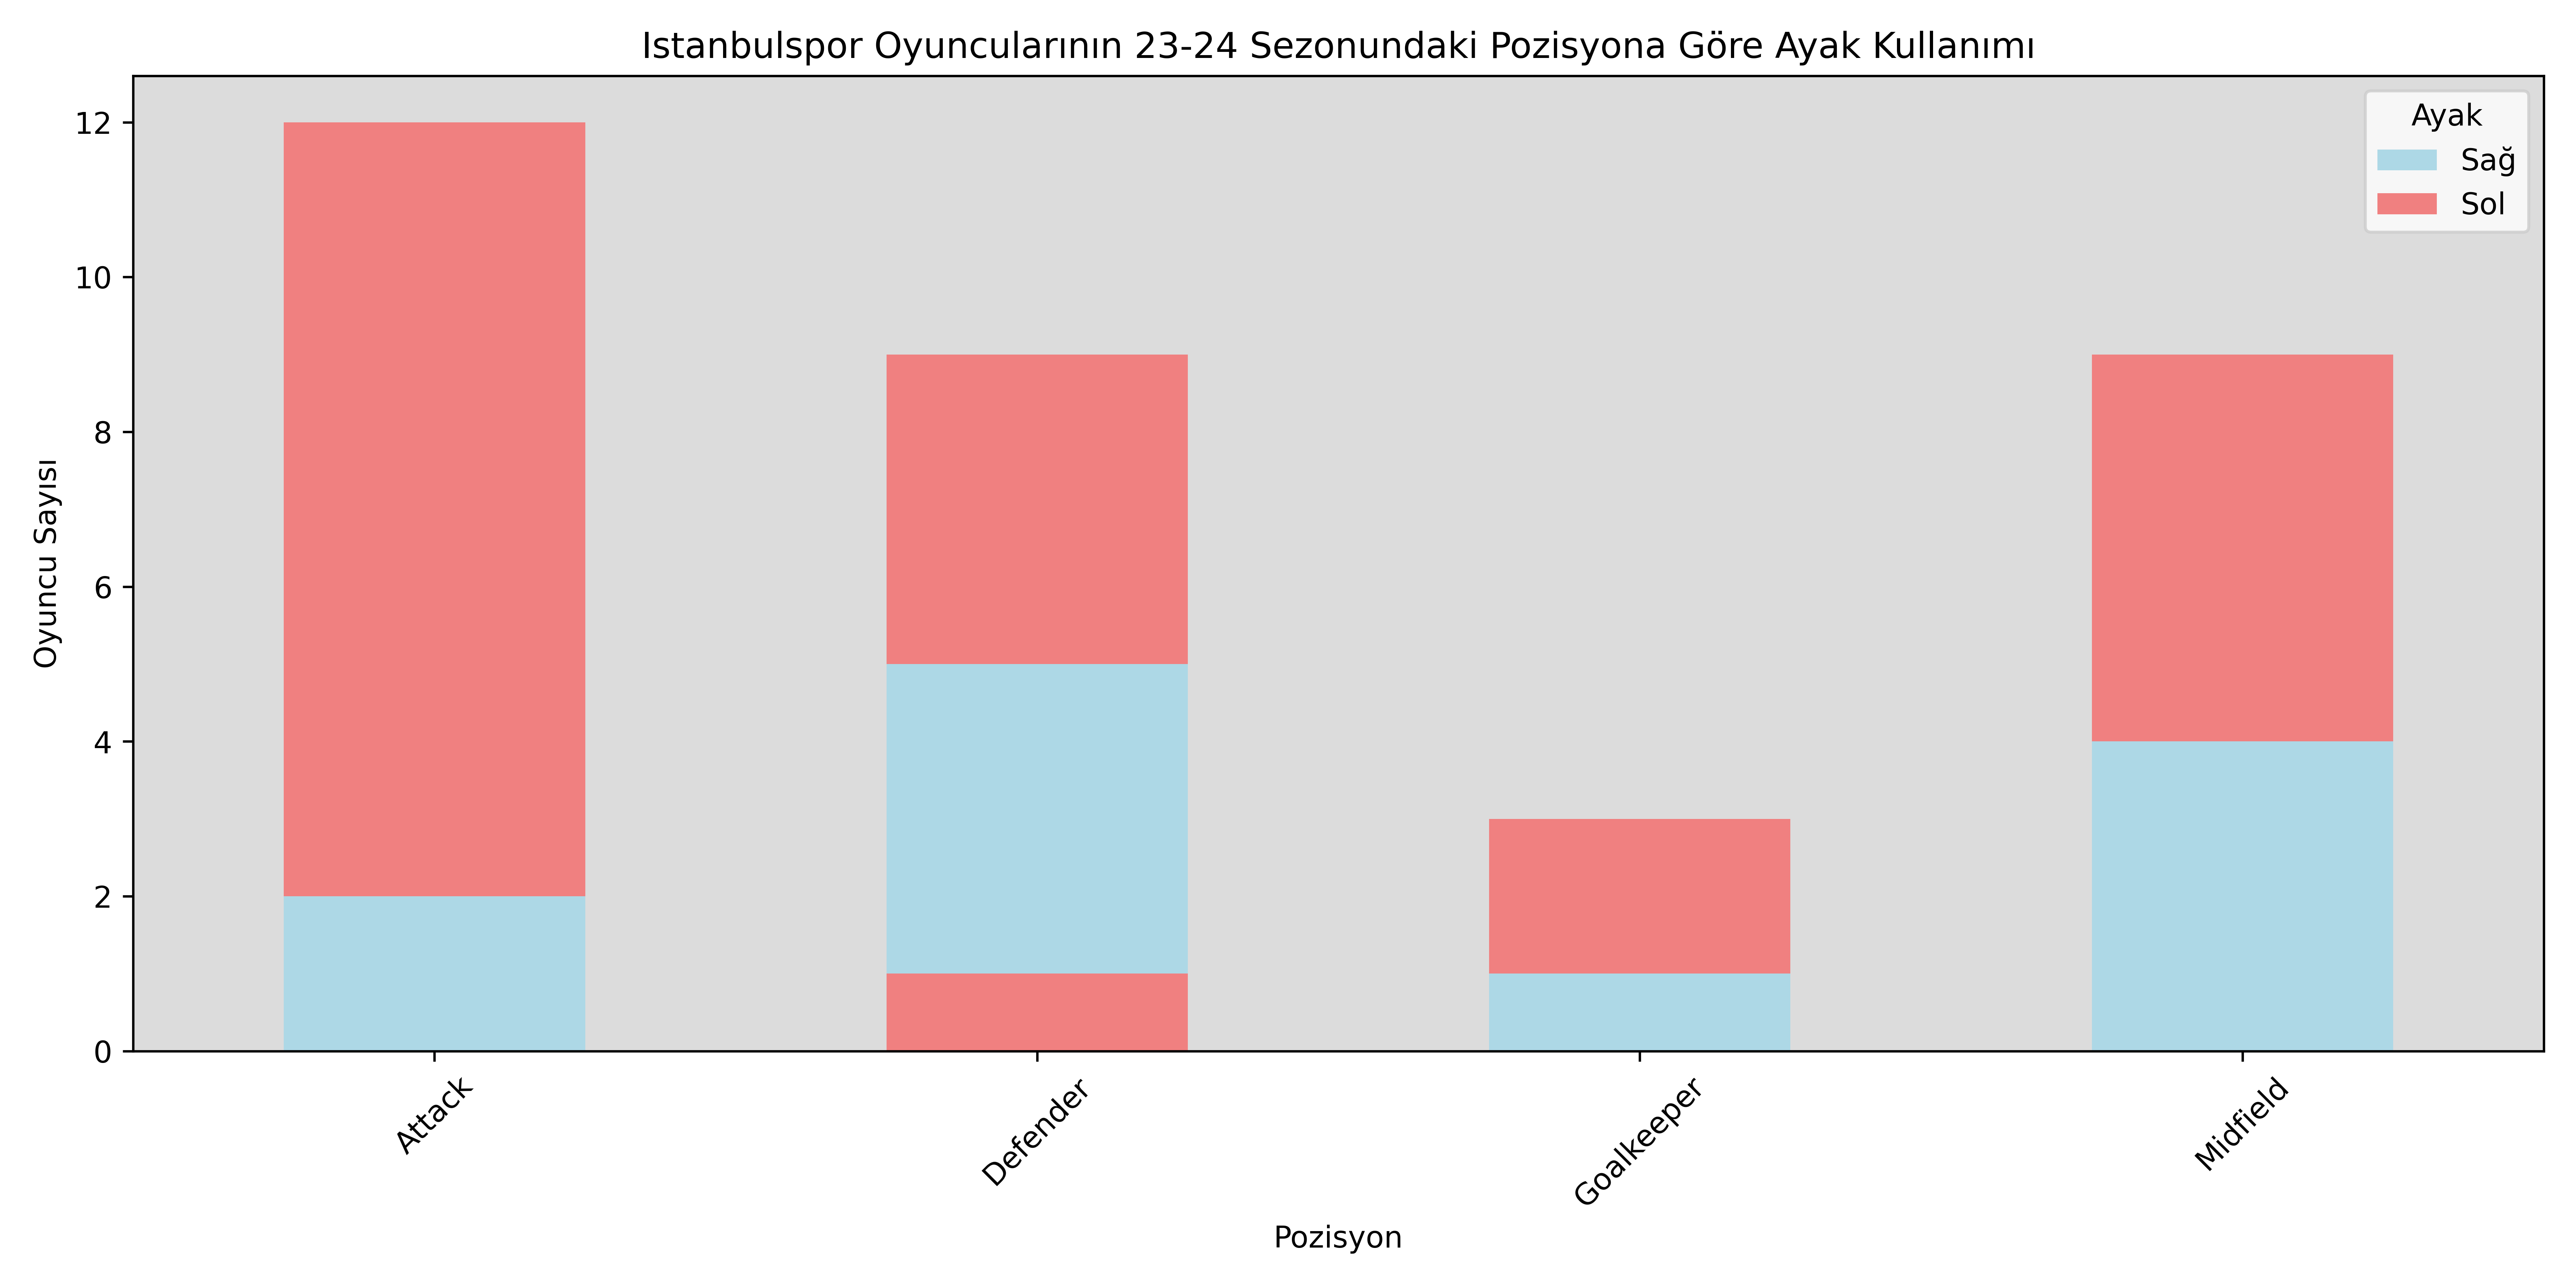 Istanbulspor Oyuncularının 23-24 Sezonundaki Pozisyona Göre Ayak Kullanımı
Ayak
Sağ
Sol
Oyuncu Sayısı
12
10
8
6
4
2
0
Attack
Defender
Goalkeeper
Midfield
Pozisyon